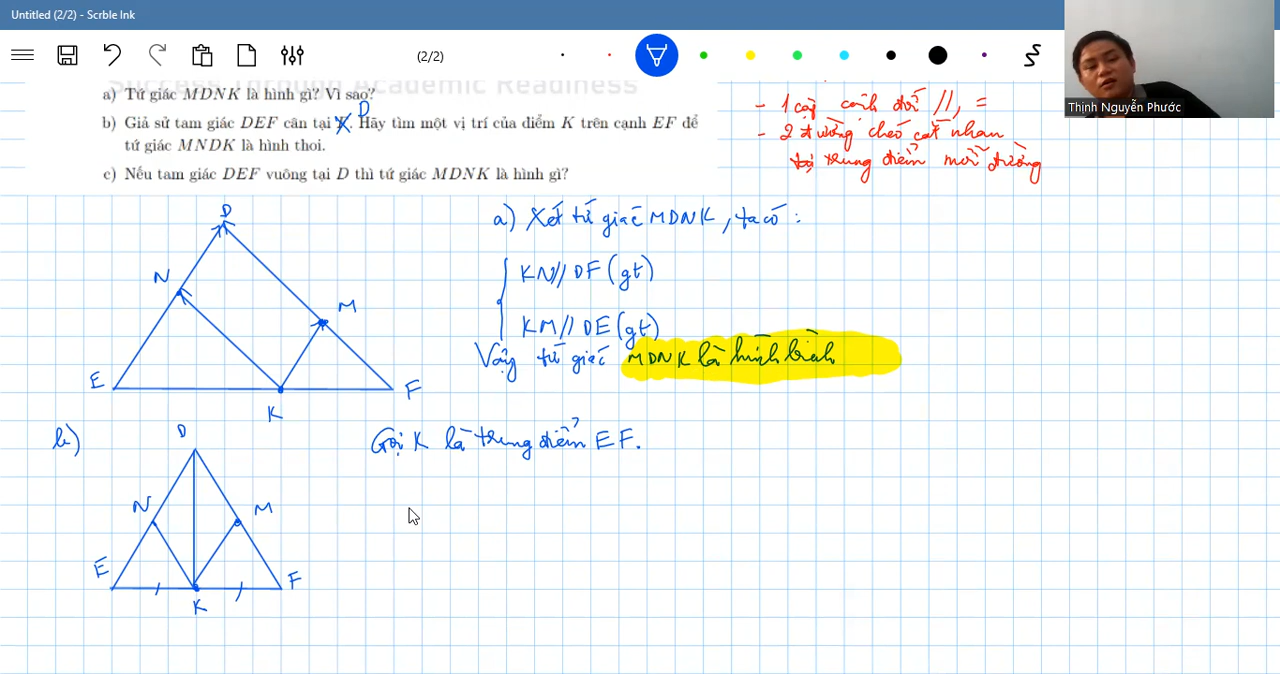 Untitled (2/2) - Scrble Ink
(2/2)
Success Through Academic Readiness
a) Tứ giác MDNK là hình gì? Vì sao?
D
b) Giả sử tam giác DEF cân tại X. Hãy tìm một vị trí của điểm K trên cạnh EF để
tứ giác MNDK là hình thoi.
c) Nếu tam giác DEF vuông tại D thì tứ giác MDNK là hình gì?
- 1 cặp cạnh đối //, =
- 2 đường chéo cắt nhau
tại trung điểm mỗi đường
Thịnh Nguyễn Phước
D
N
M
E
F
K
a) Xét tứ giác MDNK, ta có:
KN // DF (gt)
KM // DE (gt)
Vậy tứ giác MDNK là hình bình
b)
D
N
M
E
F
K
Gọi K là trung điểm EF.